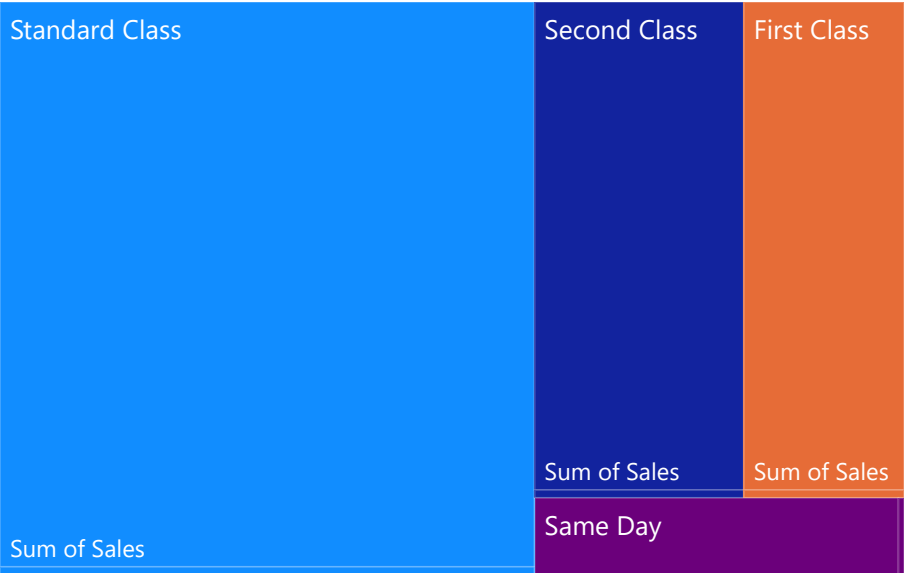 Standard Class
Sum of Sales
Second Class
Sum of Sales
First Class
Sum of Sales
Same Day